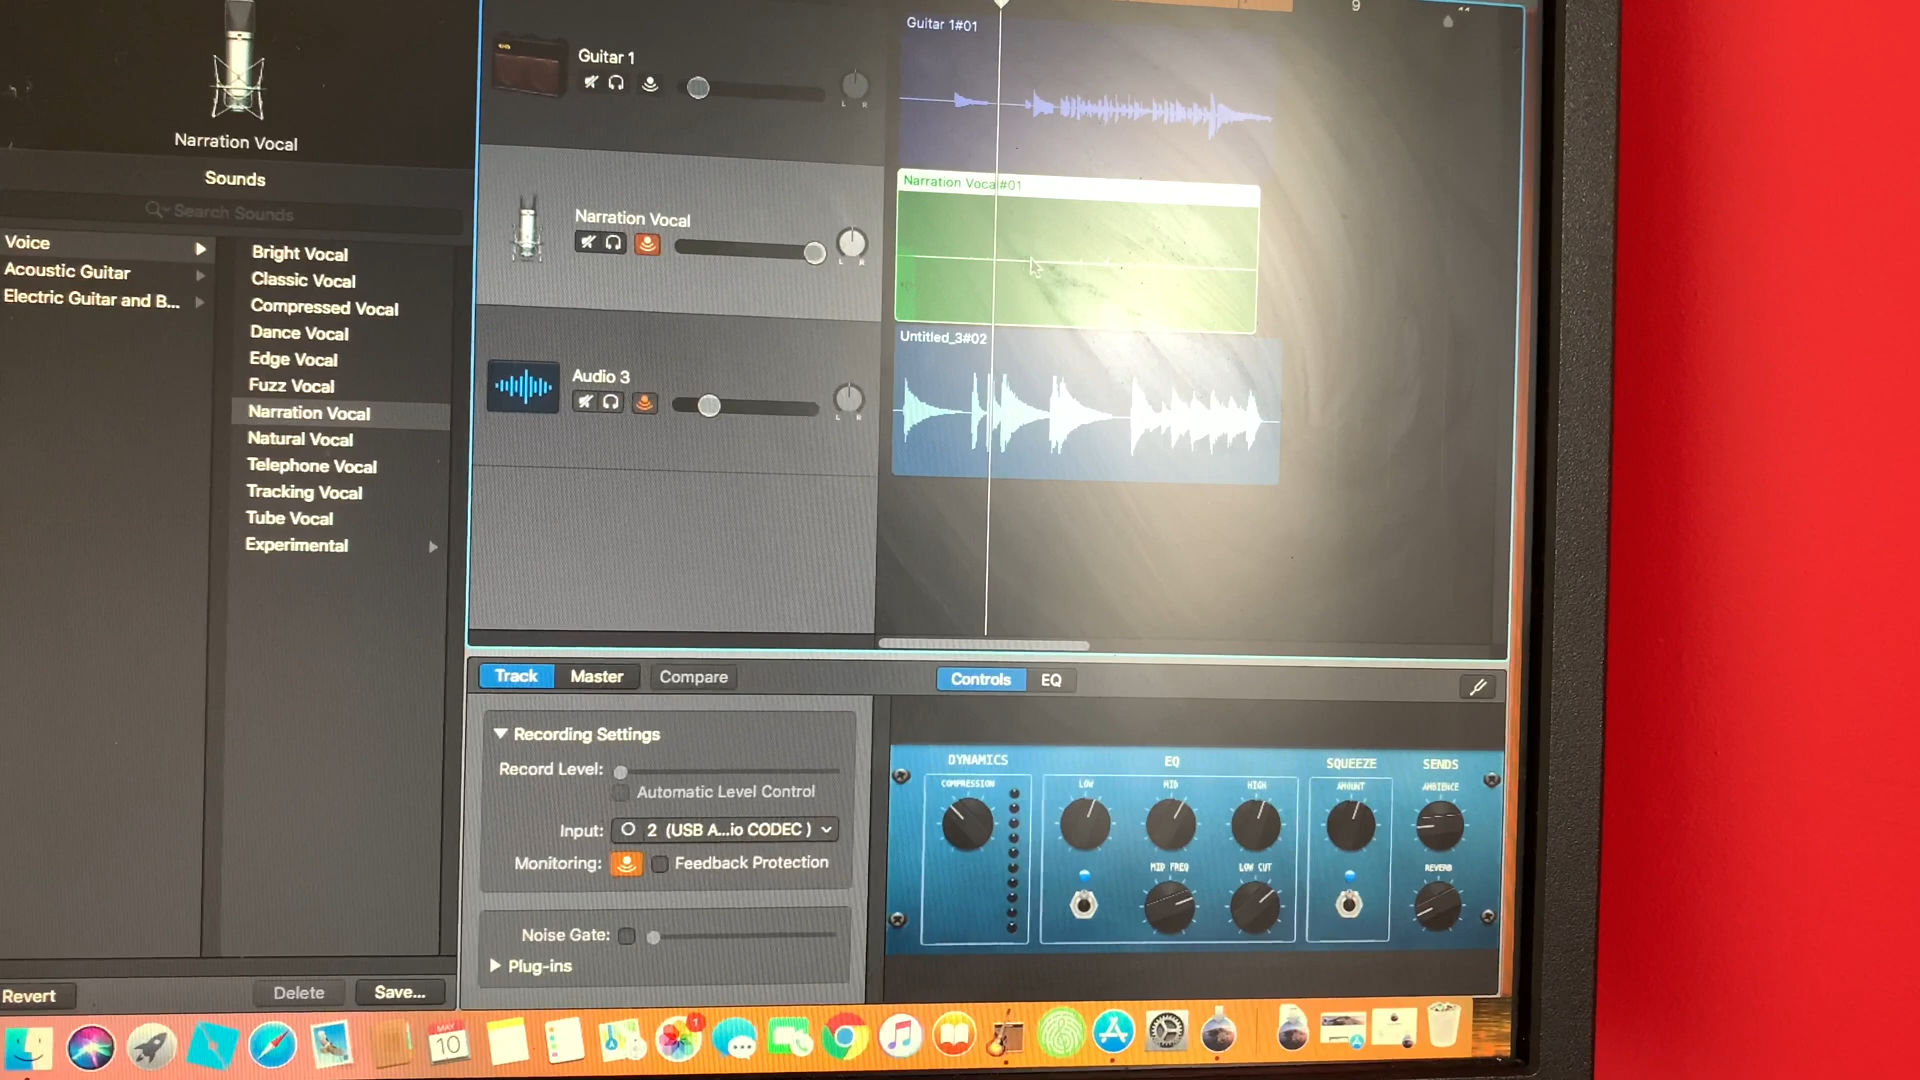 9
Guitar 1
Guitar 1#01
L R
Narration Vocal
Sounds
Search Sounds
Voice
Acoustic Guitar
Electric Guitar and B...
Bright Vocal
Classic Vocal
Compressed Vocal
Dance Vocal
Edge Vocal
Fuzz Vocal
Narration Vocal
Natural Vocal
Telephone Vocal
Tracking Vocal
Tube Vocal
Experimental
Narration Vocal
L R
Narration Vocal#01
Audio 3
L R
Untitled_3#02
Track Master Compare
Controls EQ
Recording Settings
Record Level:
Automatic Level Control
Input: 2 (USB A...io CODEC )
Monitoring: Feedback Protection
Noise Gate:
Plug-ins
DYNAMICS EQ SQUEEZE SENDS
COMPRESSION LOW MID HIGH AMOUNT AMBIENCE
MID FREQ LOW CUT REVERB
Revert Delete Save...
MAY
10
1